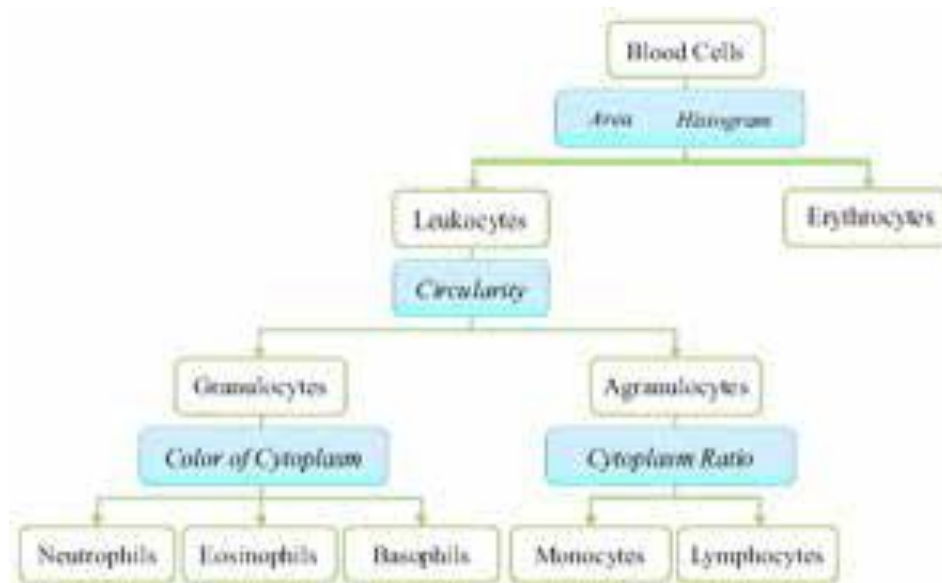 Blood Cells
Area Histogram
Leukocytes Erythrocytes
Circularity
Granulocytes Agranulocytes
Color of Cytoplasm Cytoplasm Ratio
Neutrophils Eosinophils Basophils Monocytes Lymphocytes